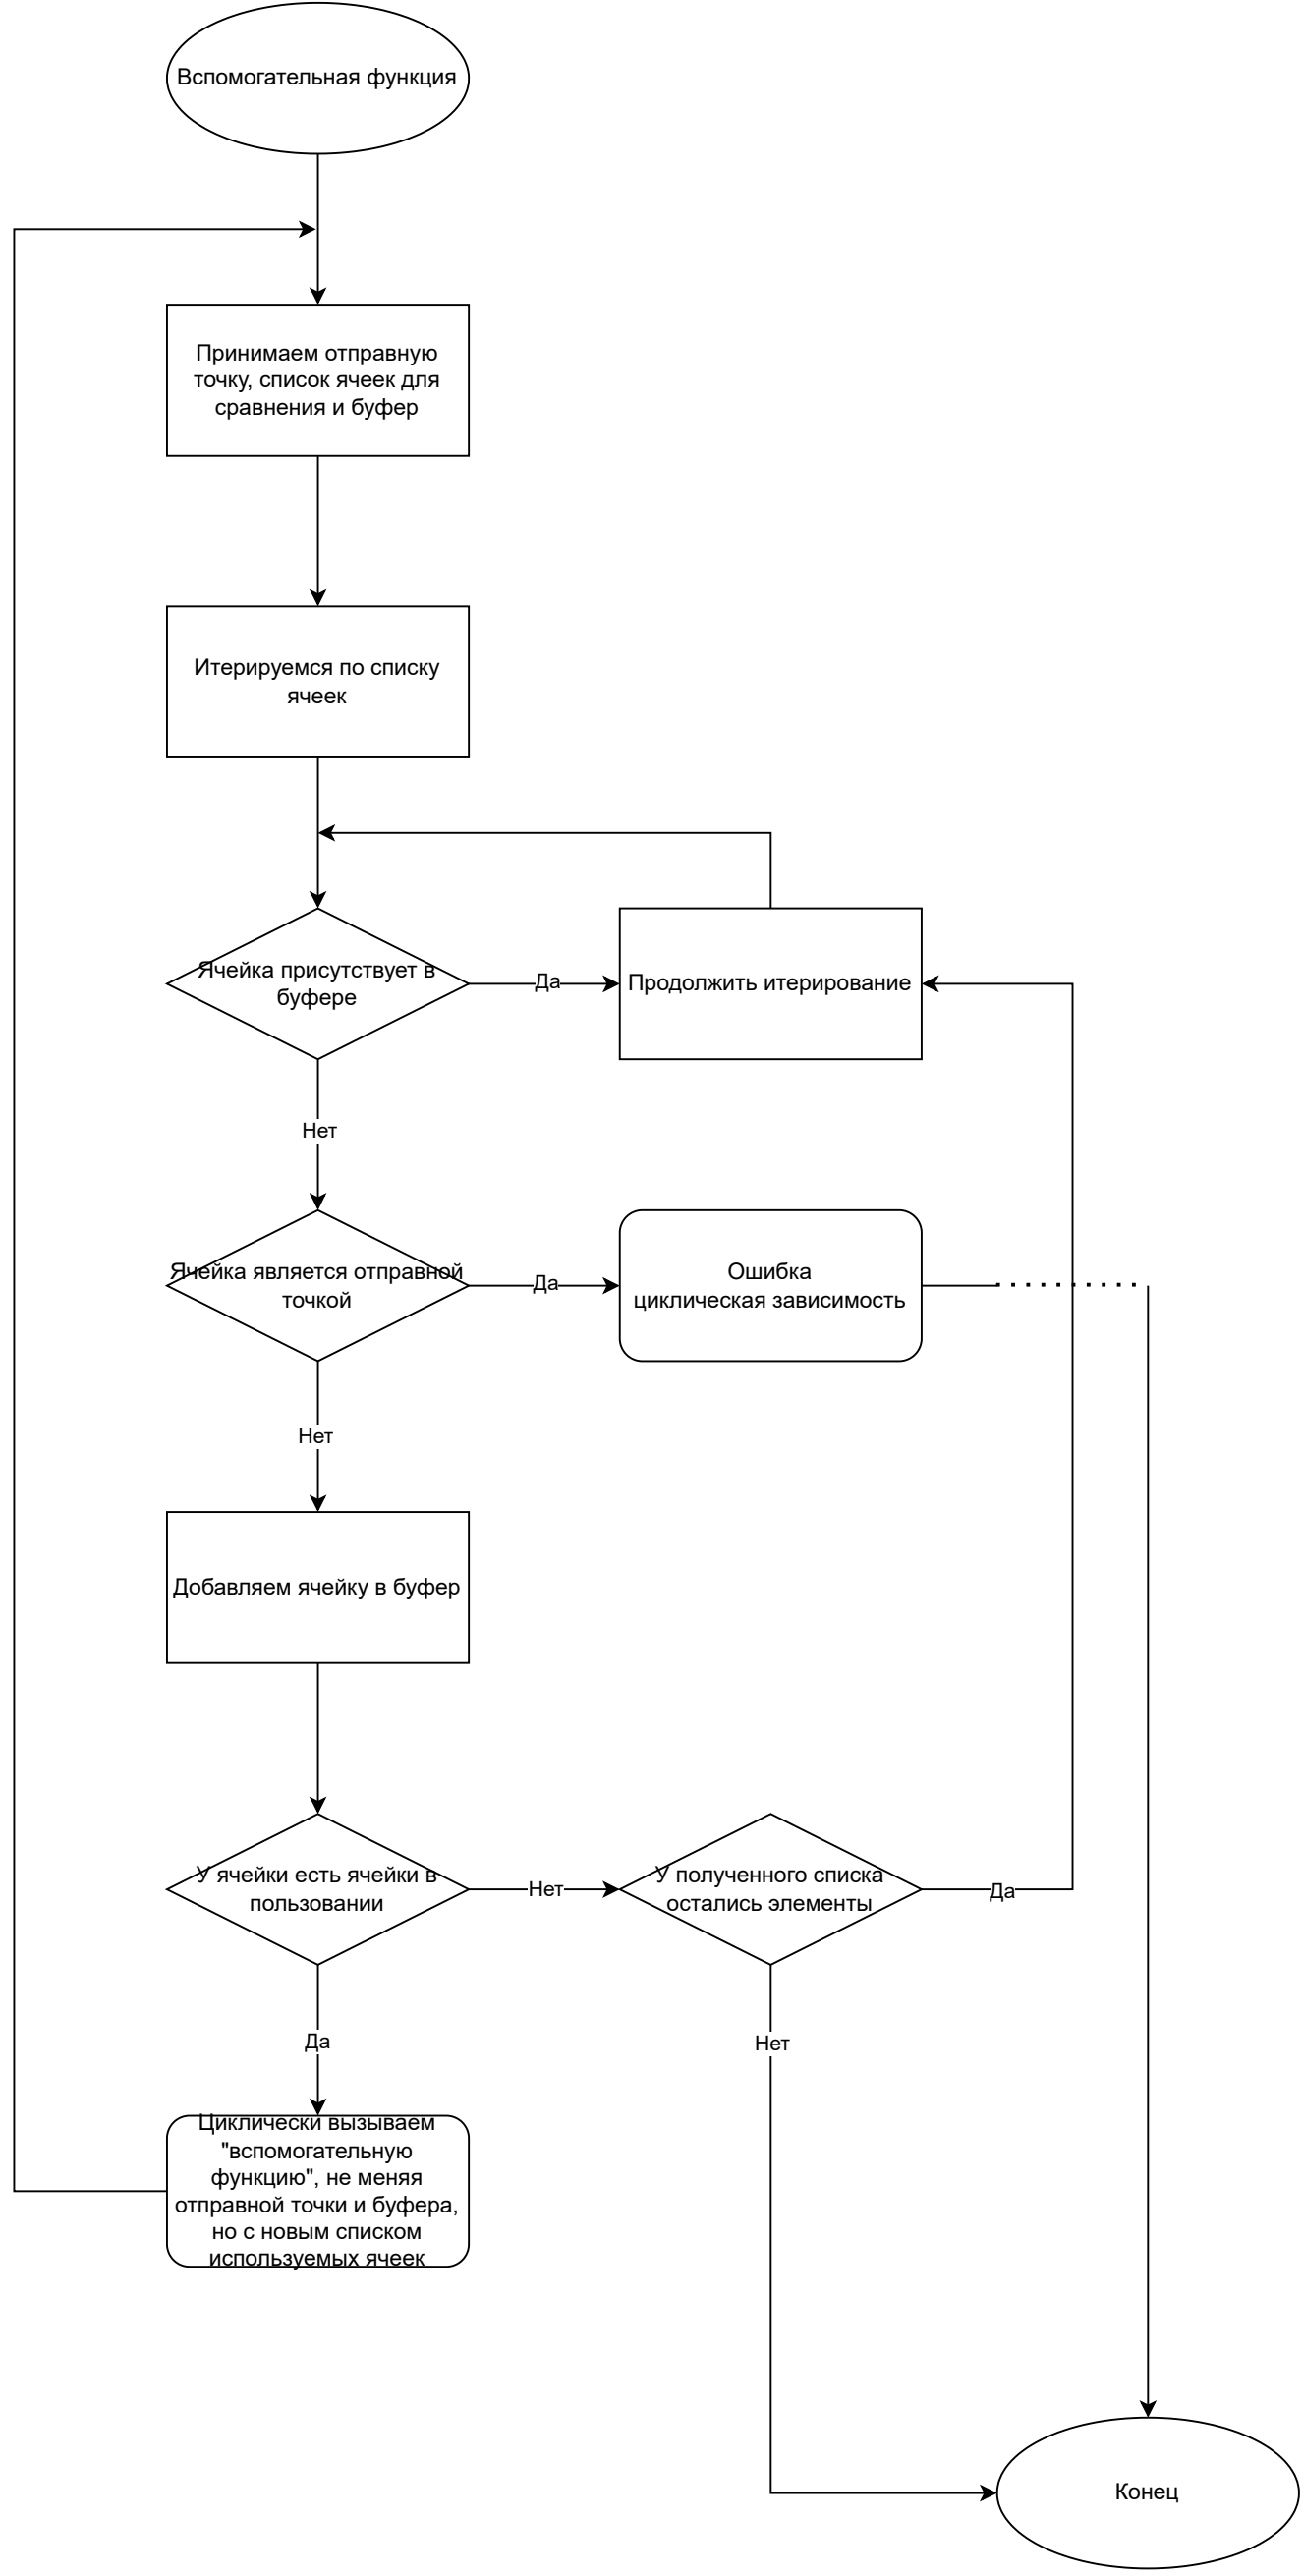 Вспомогательная функция
Принимаем отправную
точку, список ячеек для
сравнения и буфер
Итерируемся по списку
ячеек
Ячейка присутствует в
буфере
Да
Продолжить итерирование
Нет
Ячейка является отправной
точкой
Да
Ошибка
циклическая зависимость
Нет
Добавляем ячейку в буфер
У ячейки есть ячейки в
пользовании
Нет
У полученного списка
остались элементы
Да
Да
Нет
Циклически вызываем
"вспомогательную
функцию", не меняя
отправной точки и буфера,
но с новым списком
используемых ячеек
Конец